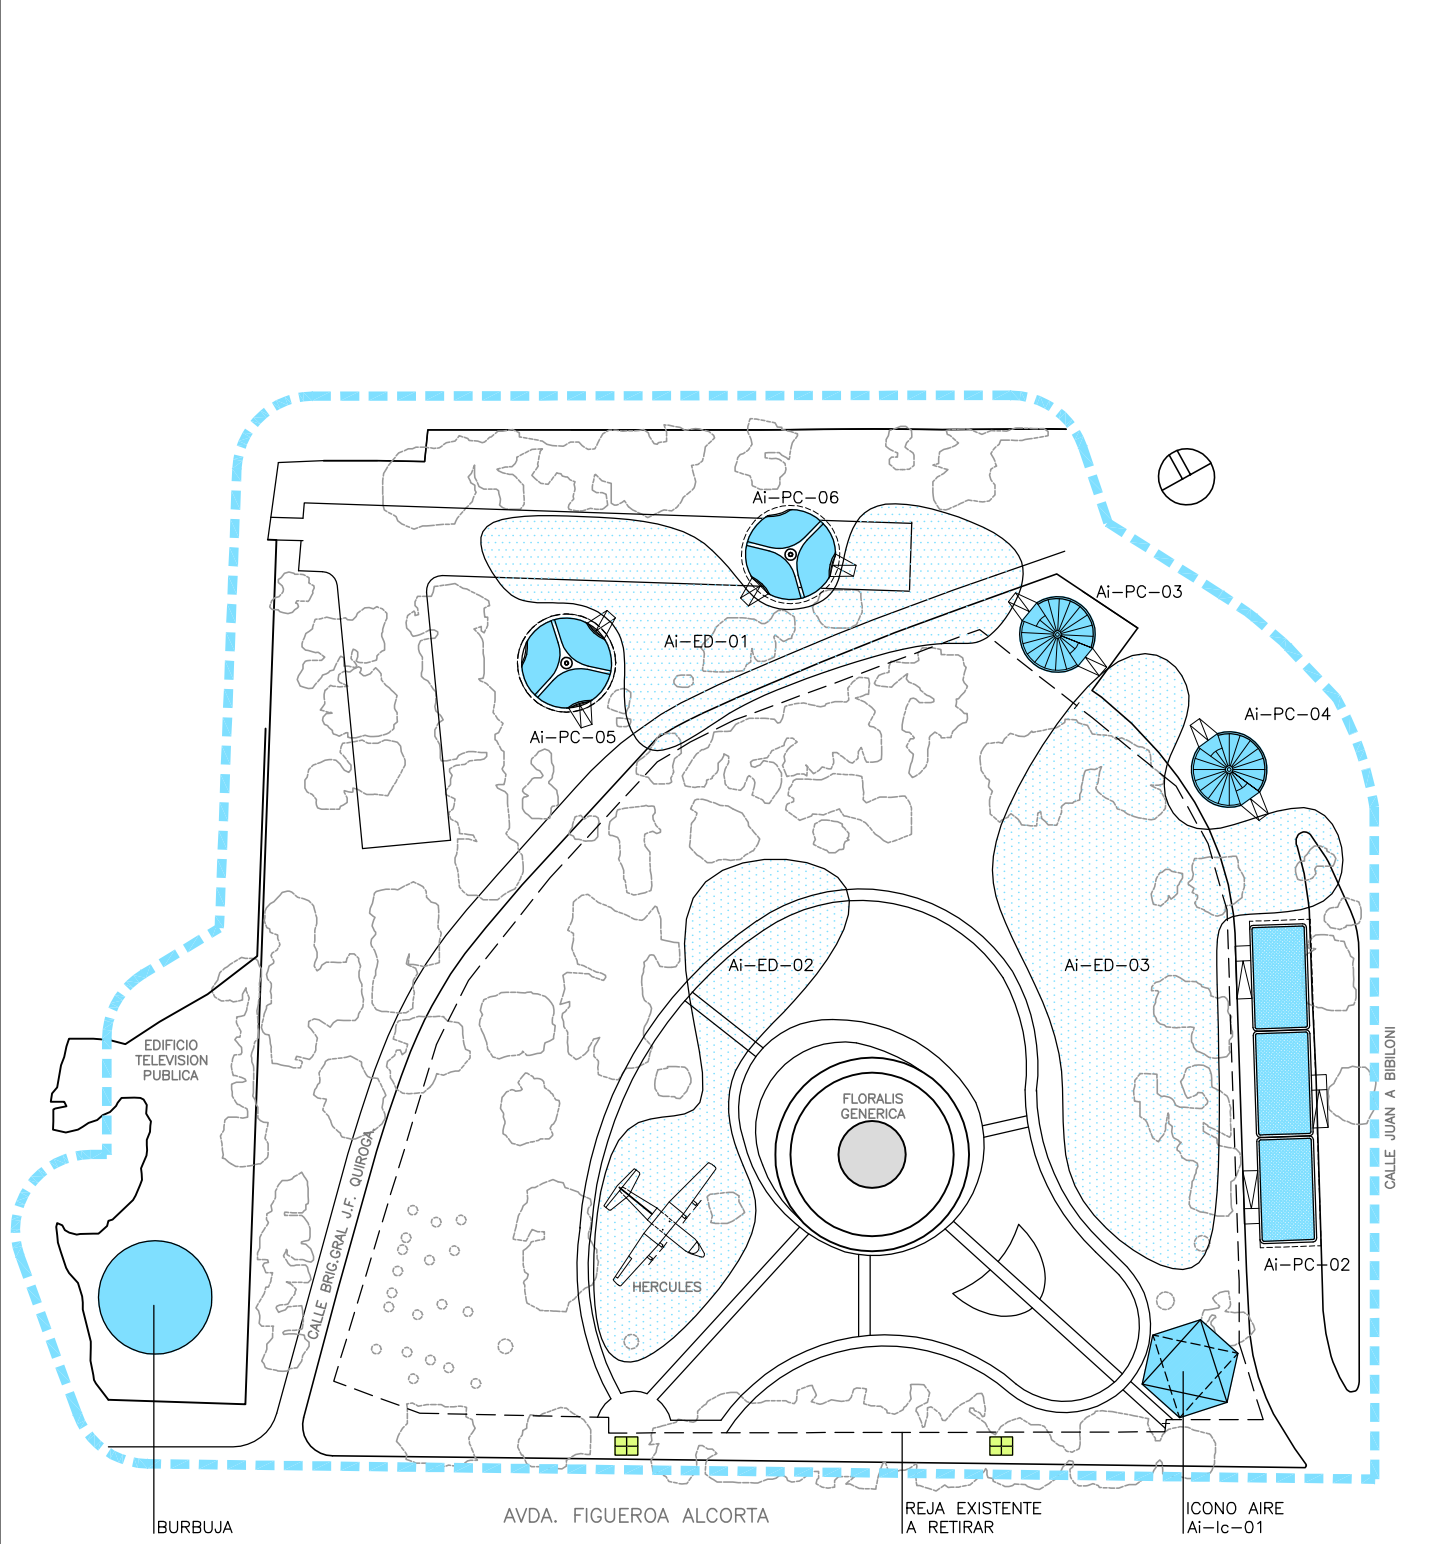 Ai-PC-06
Ai-PC-03
Ai-ED-01
Ai-PC-04
Ai-PC-05
Ai-ED-02
Ai-ED-03
EDIFICIO
TELEVISION
PUBLICA
FLORALIS
GENERICA
CALLE JUAN A BIBILONI
CALLE BRIG.GRAL J.F. QUIROGA
HERCULES
Ai-PC-02
AVDA. FIGUEROA ALCORTA
REJA EXISTENTE
A RETIRAR
ICONO AIRE
Ai-Ic-01
BURBUJA